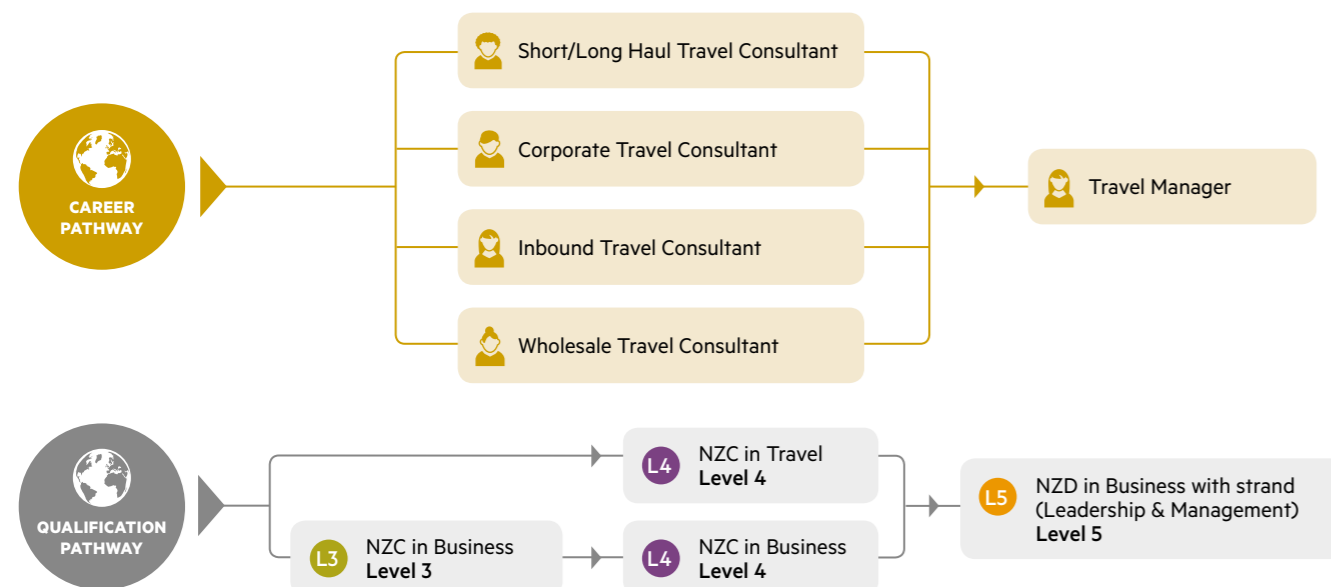 CAREER
PATHWAY
Short/Long Haul Travel Consultant
Corporate Travel Consultant
Inbound Travel Consultant
Wholesale Travel Consultant
Travel Manager
QUALIFICATION
PATHWAY
L4
NZC in Travel
Level 4
L3
NZC in Business
Level 3
L4
NZC in Business
Level 4
L5
NZD in Business with strand
(Leadership & Management)
Level 5